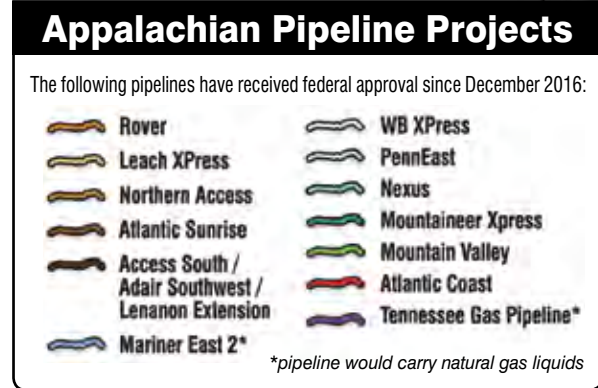 Appalachian Pipeline Projects
The following pipelines have received federal approval since December 2016:
Rover
Leach XPress
Northern Access
Atlantic Sunrise
Access South /
Adair Southwest /
Lenanon Extension
Mariner East 2*
WB XPress
PennEast
Nexus
Mountaineer Xpress
Mountain Valley
Atlantic Coast
Tennessee Gas Pipeline*
*pipeline would carry natural gas liquids